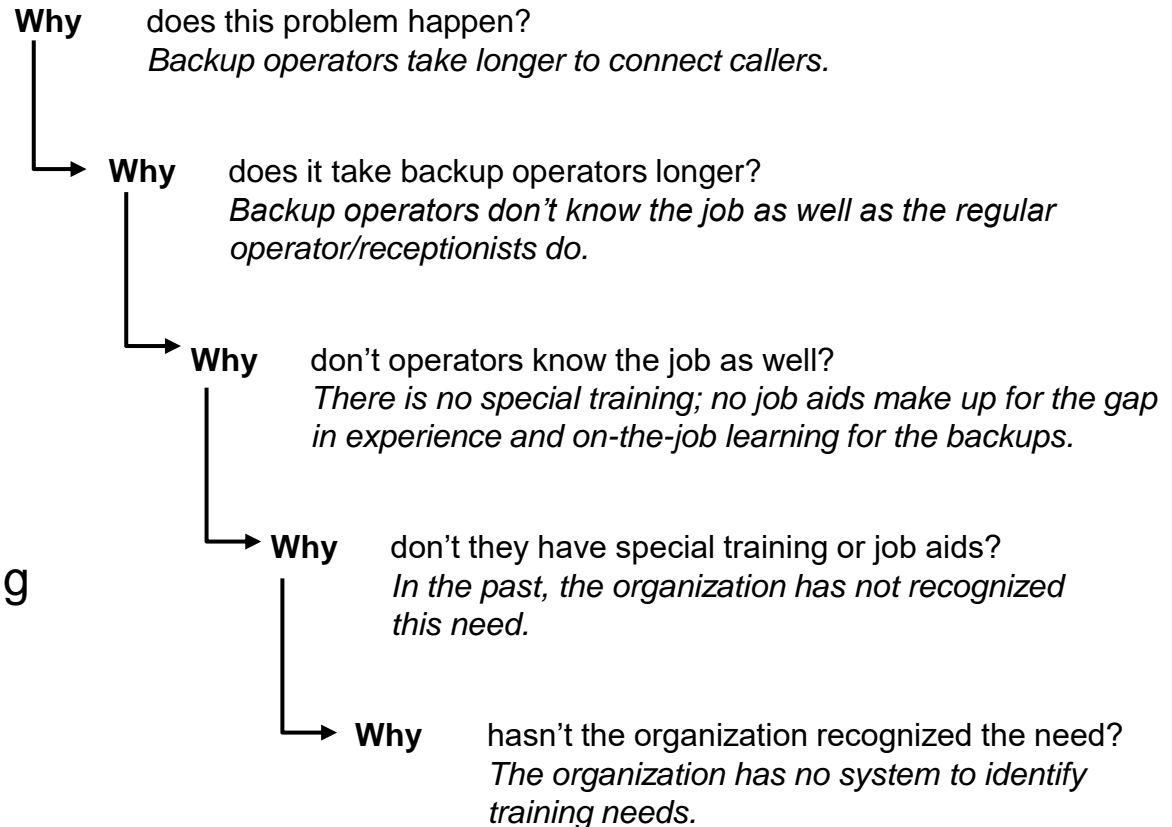 Why does this problem happen?
Backup operators take longer to connect callers.
Why does it take backup operators longer?
Backup operators don’t know the job as well as the regular
operator/receptionists do.
Why don’t operators know the job as well?
There is no special training; no job aids make up for the gap
in experience and on-the-job learning for the backups.
Why don’t they have special training or job aids?
In the past, the organization has not recognized
this need.
g
Why hasn’t the organization recognized the need?
The organization has no system to identify
training needs.